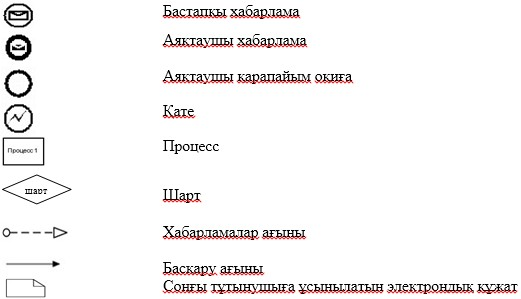 Бастапқы хабарлама
Аяқтаушы хабарлама
Аяқтаушы қарапайым оқиға
Қате
Процесс 1
Процесс
шарт
Шарт
Хабарламалар ағыны
Басқару ағыны
Соңғы тұтынушыға ұсынылатын электрондық құжат